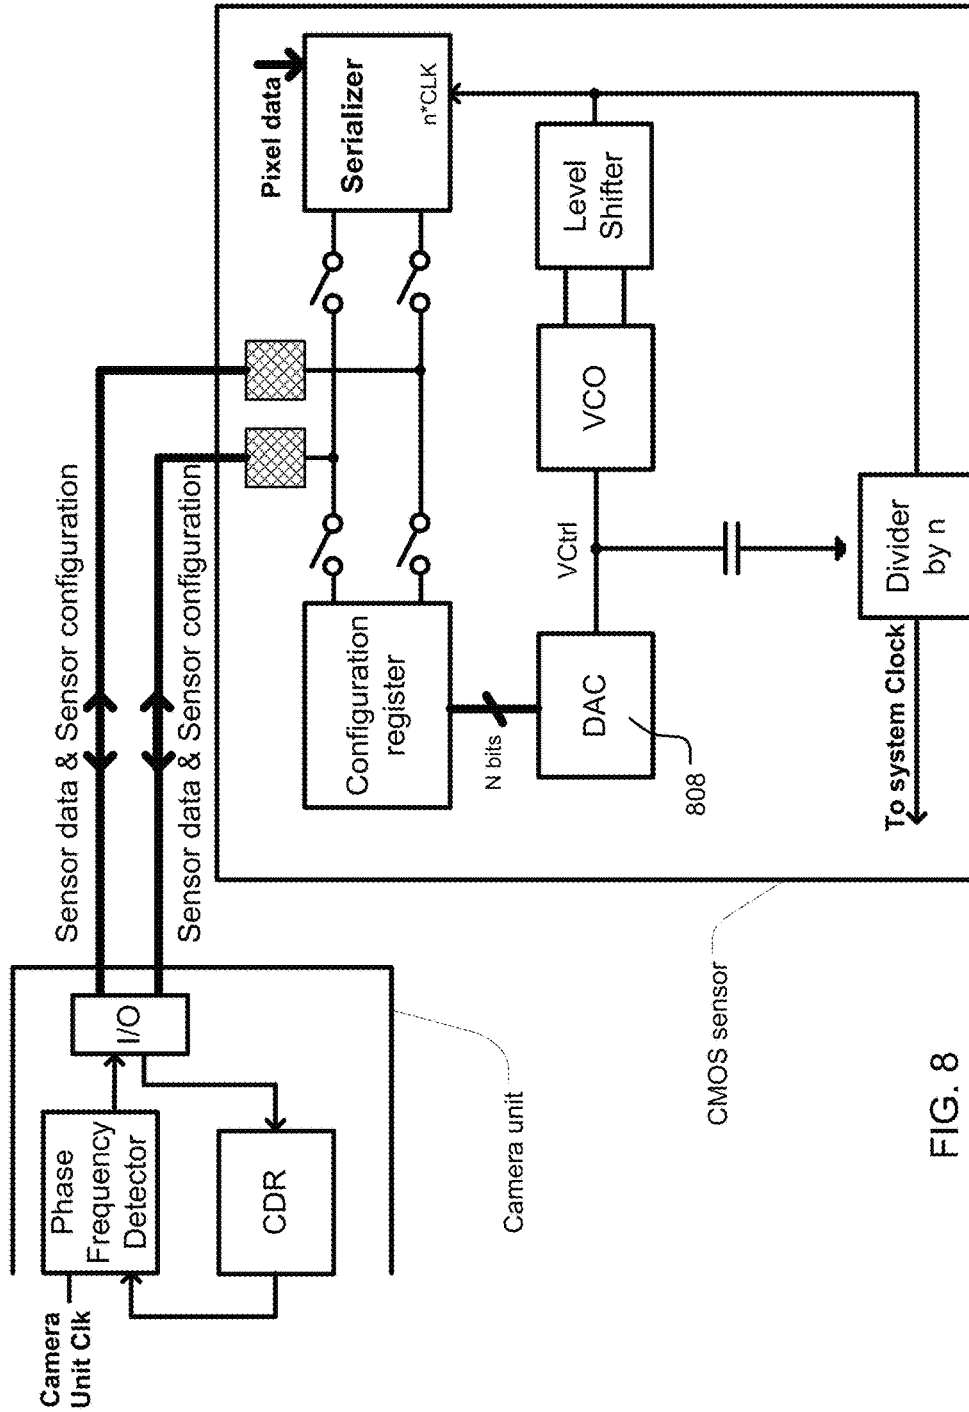 Camera
Unit Clk
Phase
Frequency
Detector
CDR
I/O
Camera unit
Sensor data & Sensor configuration
Sensor data & Sensor configuration
CMOS sensor
Configuration
register
N bits
DAC
808
VCtrl
VCO
Level
Shifter
Pixel data
Serializer
n*CLK
Divider
by n
To system Clock
FIG. 8